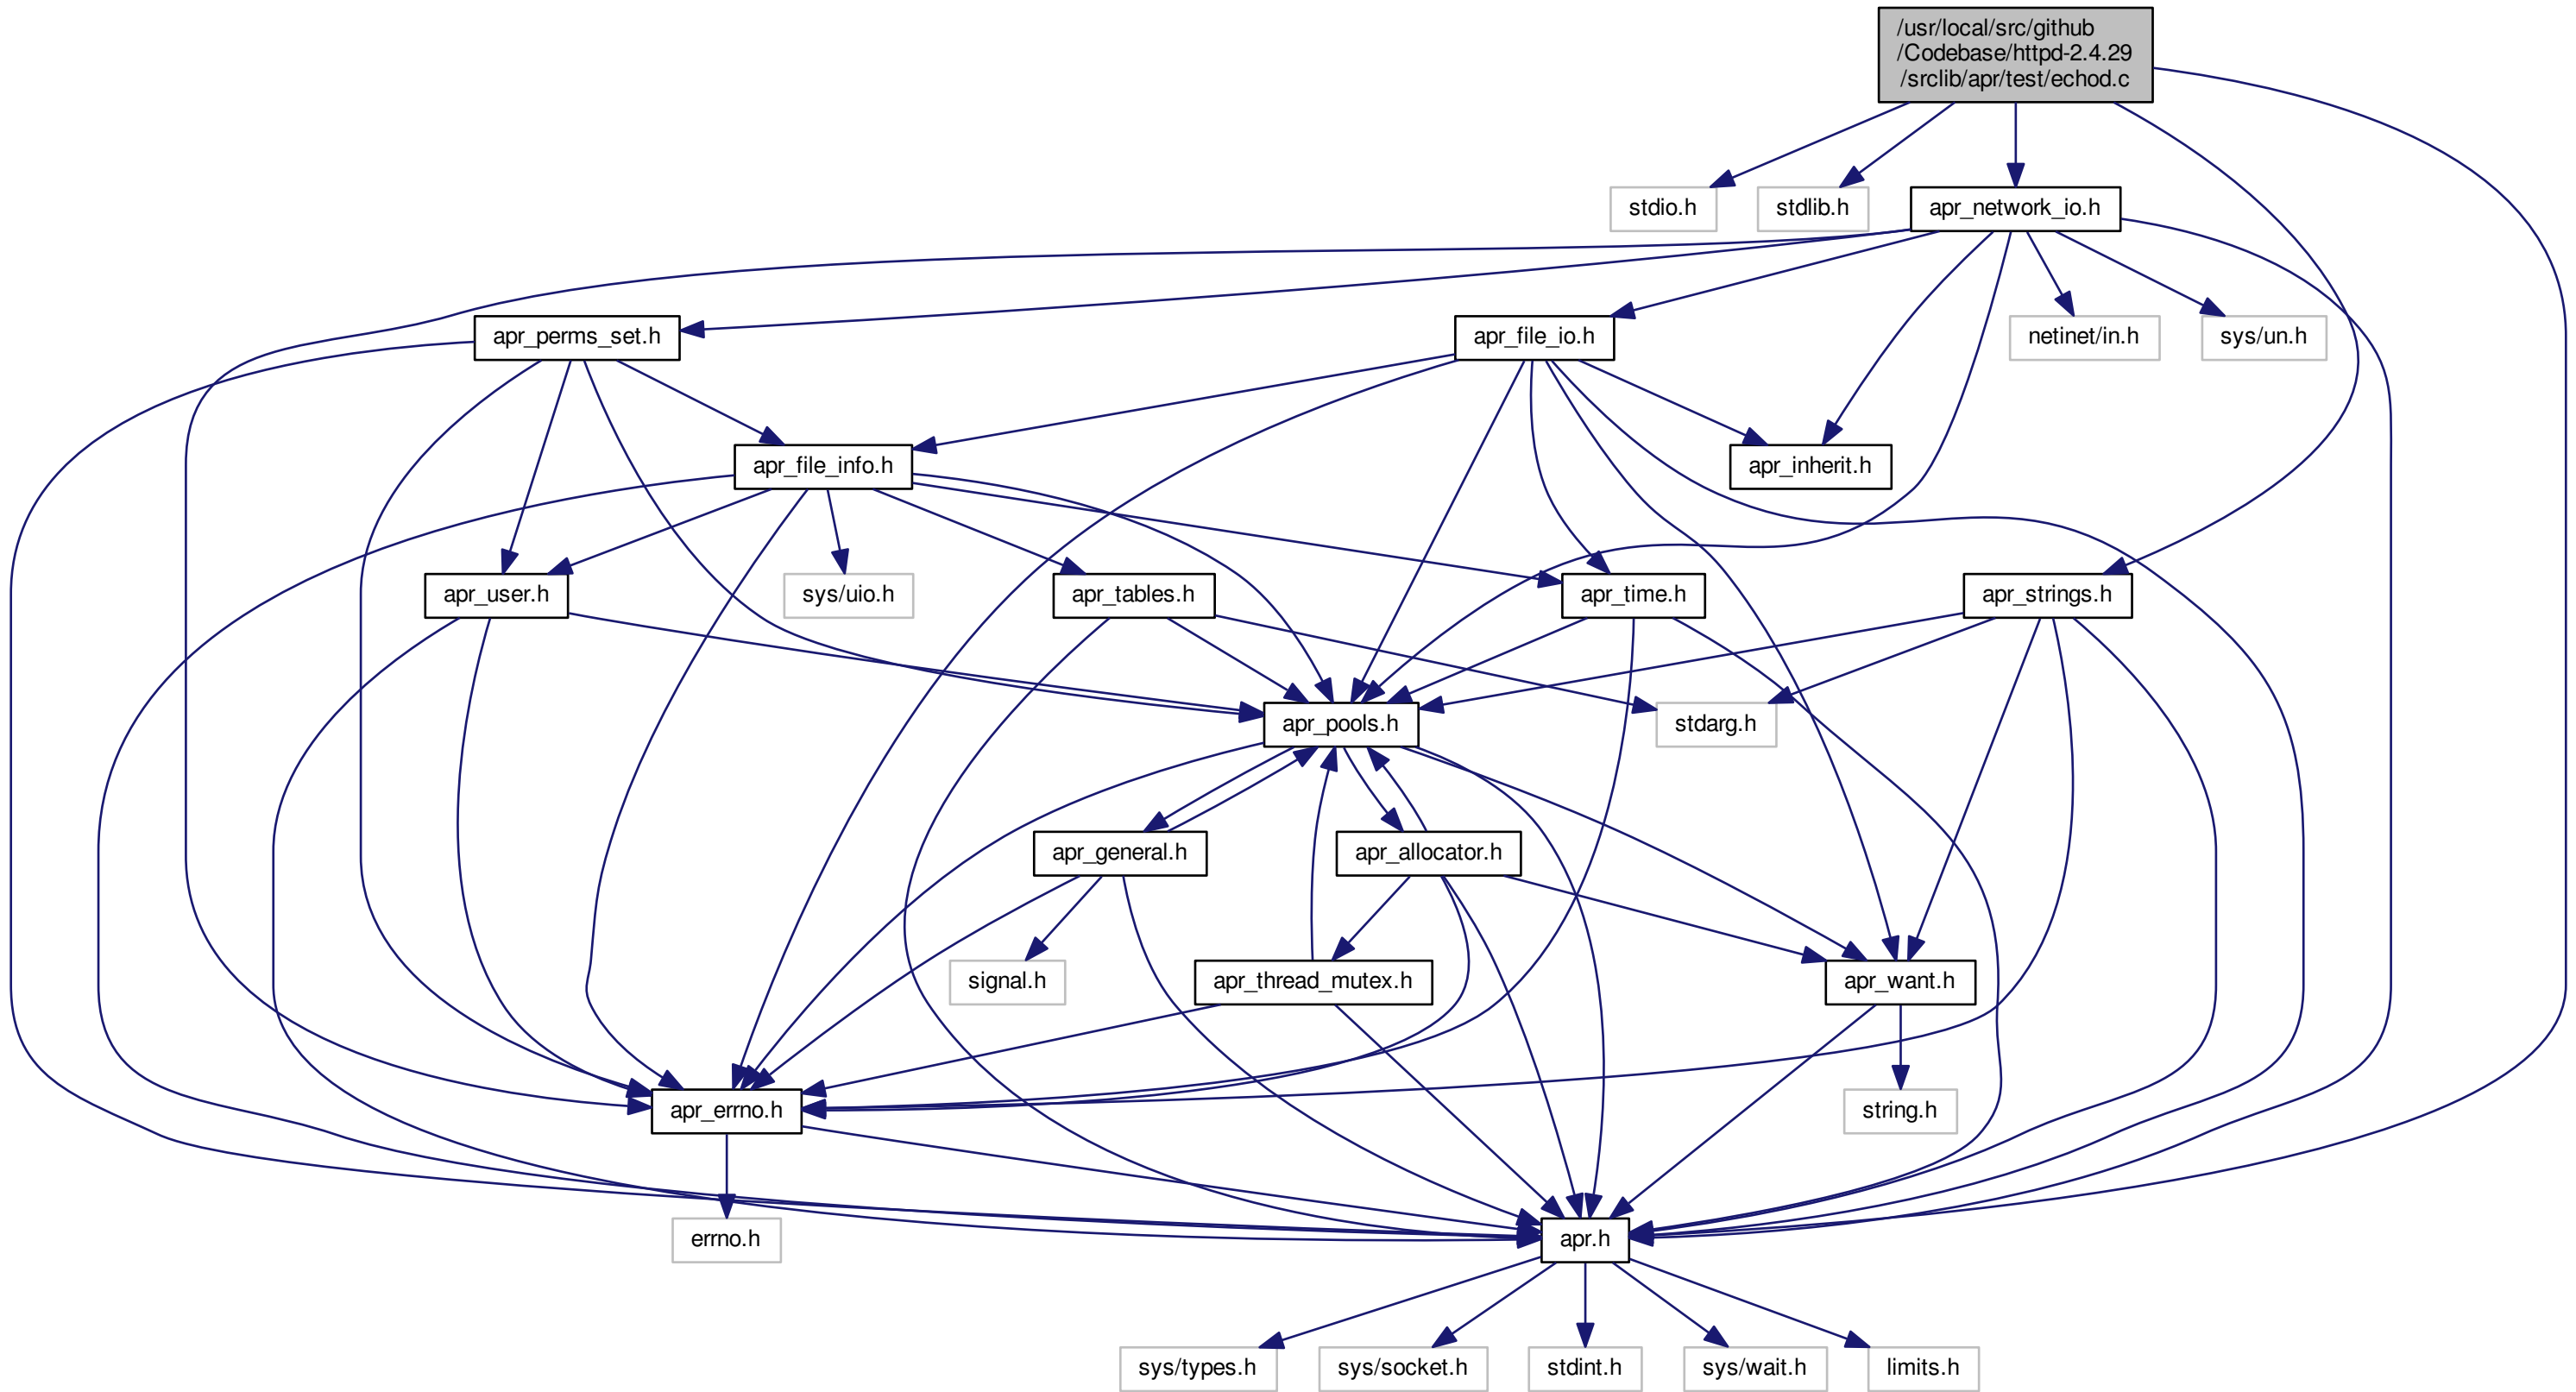 /usr/local/src/github
/Codebase/httpd-2.4.29
/srclib/apr/test/echod.c
stdio.h
stdlib.h
apr_network_io.h
apr_perms_set.h
apr_file_io.h
netinet/in.h
sys/un.h
apr_file_info.h
apr_inherit.h
apr_user.h
sys/uio.h
apr_tables.h
apr_time.h
apr_strings.h
apr_pools.h
stdarg.h
apr_general.h
apr_allocator.h
signal.h
apr_thread_mutex.h
apr_want.h
apr_errno.h
string.h
errno.h
apr.h
sys/types.h
sys/socket.h
stdint.h
sys/wait.h
limits.h